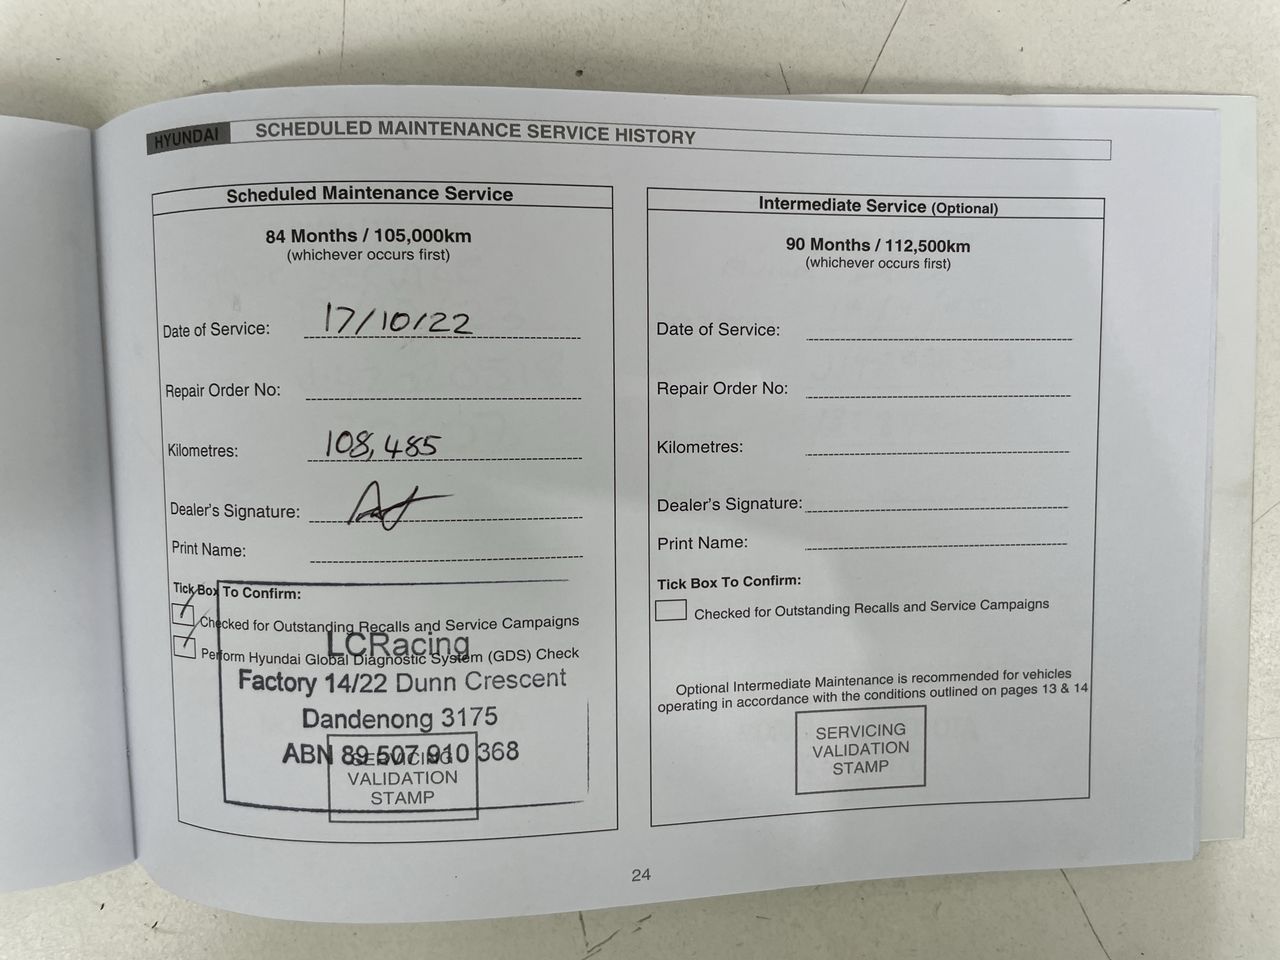 HYUNDAI SCHEDULED MAINTENANCE SERVICE HISTORY
Scheduled Maintenance Service
84 Months / 105,000km
(whichever occurs first)
Date of Service: 17/10/22
Repair Order No:
Kilometres: 108,485
Dealer's Signature:
Print Name:
Tick Box To Confirm:
Checked for Outstanding Recalls and Service Campaigns
Perform Hyundai Global Diagnostic System (GDS) Check
LCRacing
Factory 14/22 Dunn Crescent
Dandenong 3175
ABN 89 507 910 368
SERVICING
VALIDATION
STAMP
Intermediate Service (Optional)
90 Months / 112,500km
(whichever occurs first)
Date of Service:
Repair Order No:
Kilometres:
Dealer's Signature:
Print Name:
Tick Box To Confirm:
Checked for Outstanding Recalls and Service Campaigns
Optional Intermediate Maintenance is recommended for vehicles
operating in accordance with the conditions outlined on pages 13 & 14
SERVICING
VALIDATION
STAMP
24